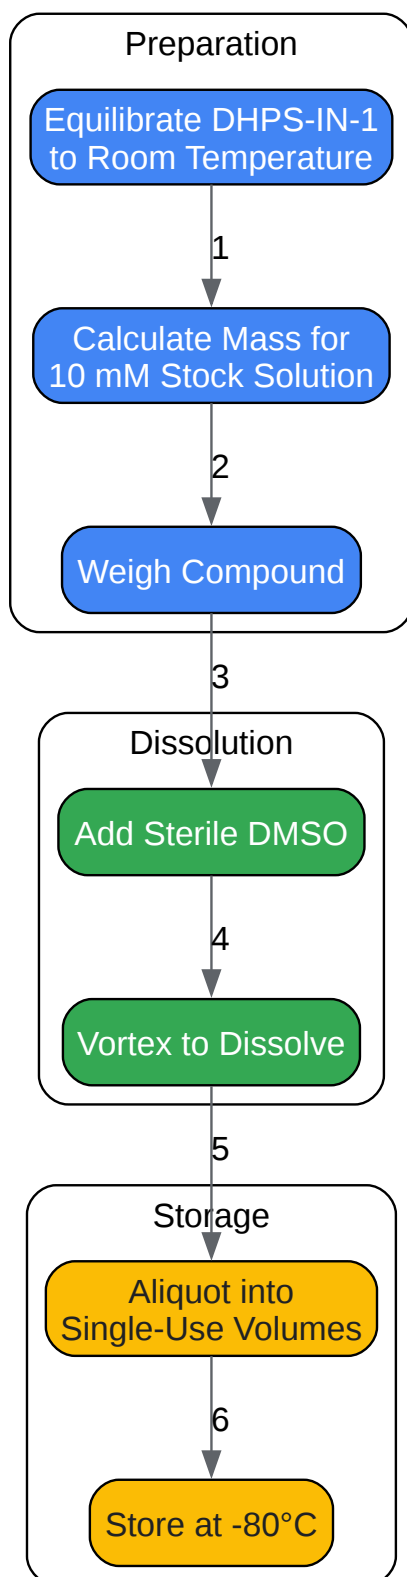 Preparation
Equilibrate DHPS-IN-1
to Room Temperature
1
Calculate Mass for
10 mM Stock Solution
2
Weigh Compound
3
Dissolution
Add Sterile DMSO
4
Vortex to Dissolve
5
Storage
Aliquot into
Single-Use Volumes
6
Store at -80°C